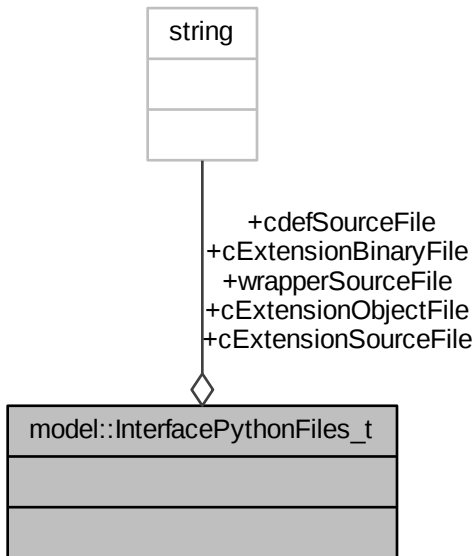 string
+cdefSourceFile
+cExtensionBinaryFile
+wrapperSourceFile
+cExtensionObjectFile
+cExtensionSourceFile
model::InterfacePythonFiles_t